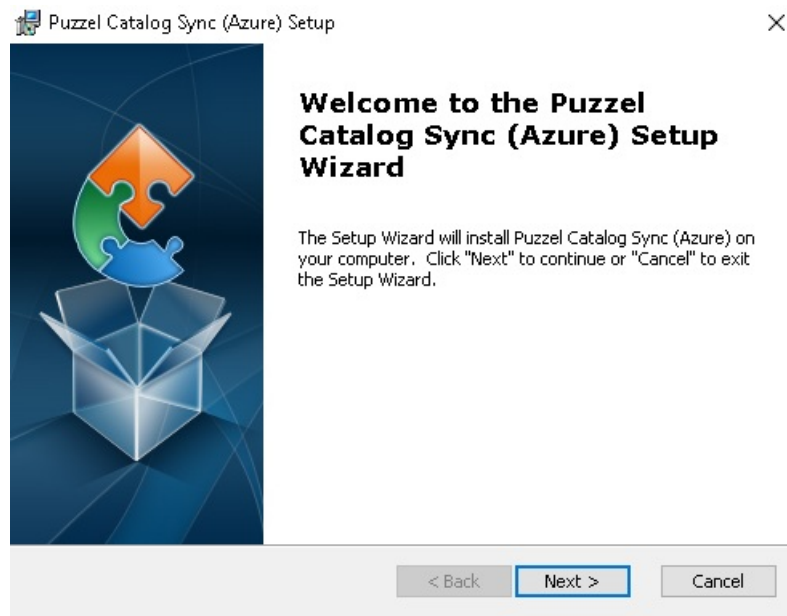 Puzzel Catalog Sync (Azure) Setup
Welcome to the Puzzel
Catalog Sync (Azure) Setup
Wizard
The Setup Wizard will install Puzzel Catalog Sync (Azure) on
your computer. Click "Next" to continue or "Cancel" to exit
the Setup Wizard.
< Back
Next >
Cancel